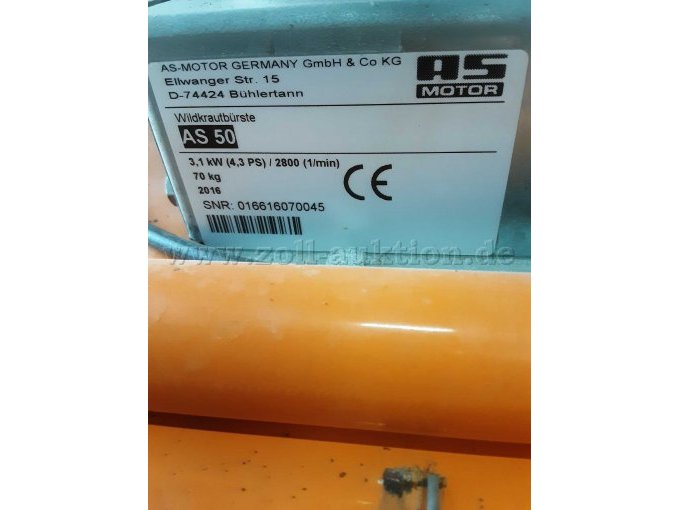 AS-MOTOR GERMANY GmbH & Co KG
Ellwanger Str. 15
D-74424 Bühlertann
AS
MOTOR
Wildkrautbürste
AS 50
3,1 kW (4,3 PS) / 2800 (1/min)
70 kg
2016
CE
SNR: 016616070045
www.zoll-auktion.de